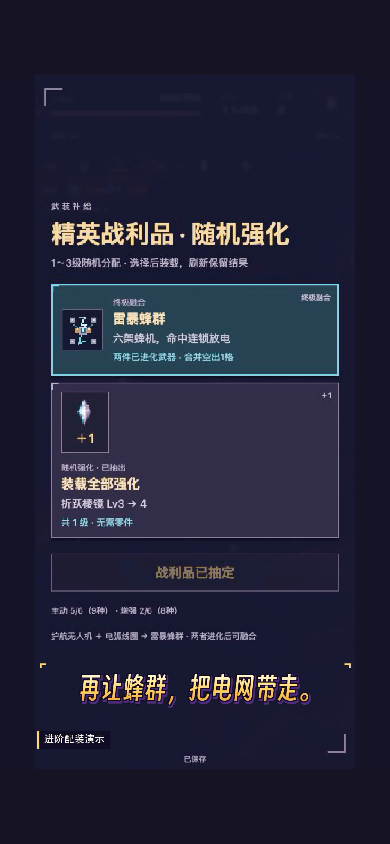 武装补给
精英战利品 · 随机强化
1~3级随机分配 · 选择后装载，刷新保留结果
终极融合
终极融合
雷暴蜂群
六架蜂机，命中连锁放电
两件已进化武器 · 合并空出1格
+1
+1
随机强化 · 已抽出
装载全部强化
折跃棱镜 Lv3 → 4
共 1 级 · 无需零件
战利品已抽定
主动 5/6（9种） · 增强 2/6（8种）
护航无人机 + 电弧线圈 → 雷暴蜂群 · 两者进化后可融合
再让蜂群，把电网带走。
进阶配装演示
已保存